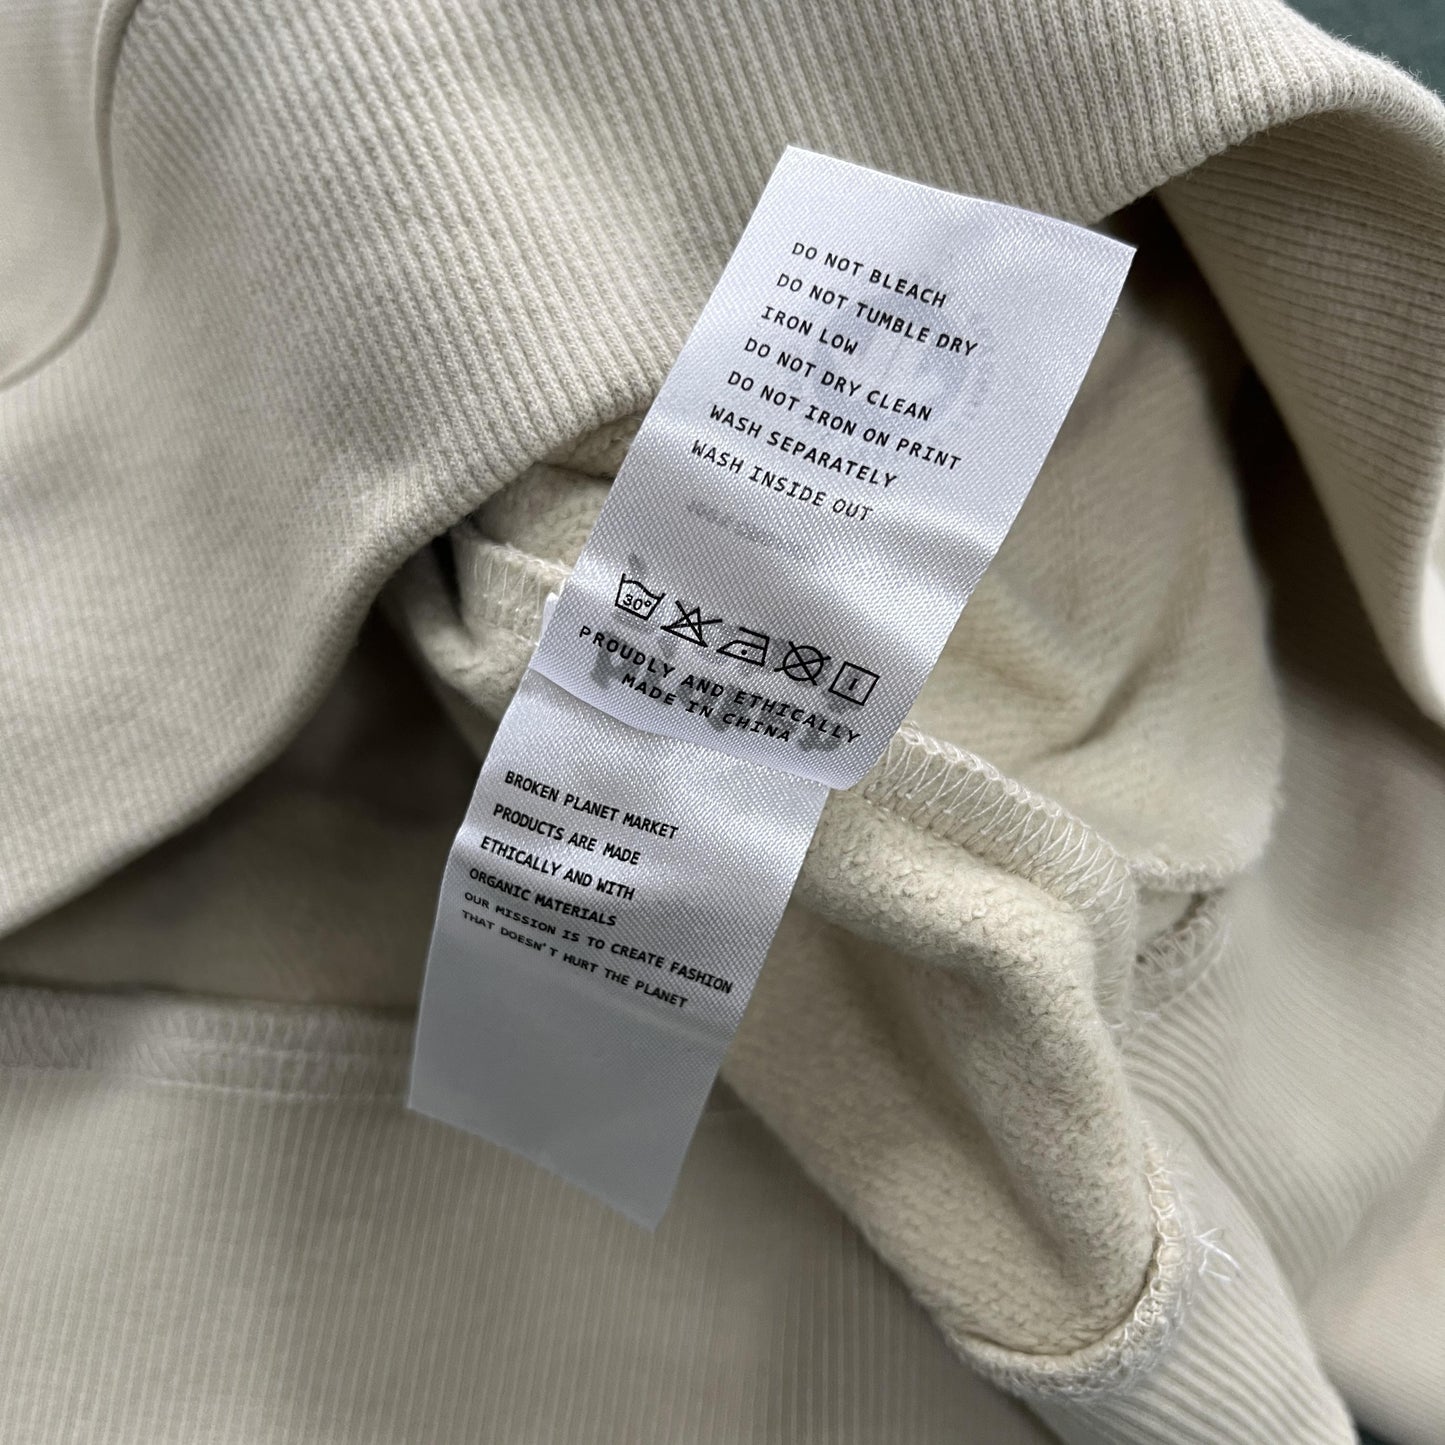 DO NOT BLEACH
DO NOT TUMBLE DRY
IRON LOW
DO NOT DRY CLEAN
DO NOT IRON ON PRINT
WASH SEPARATELY
WASH INSIDE OUT
30°
PROUDLY AND ETHICALLY
MADE IN CHINA
BROKEN PLANET MARKET
PRODUCTS ARE MADE
ETHICALLY AND WITH
ORGANIC MATERIALS
OUR MISSION IS TO CREATE FASHION
THAT DOESN'T HURT THE PLANET